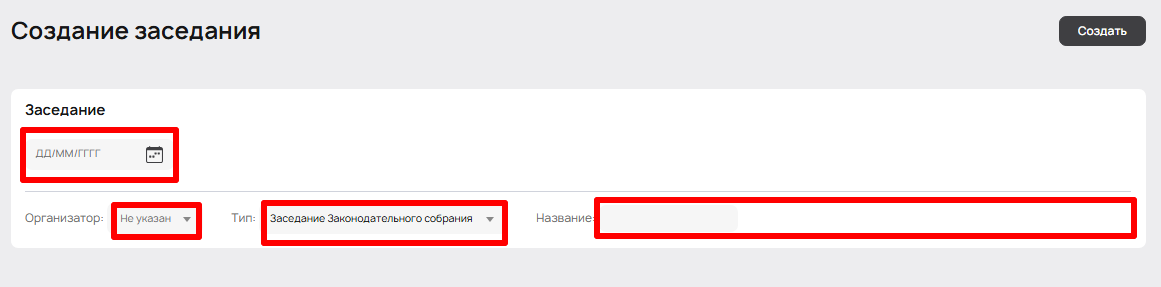 Создание заседания
Создать
Заседание
ДД/ММ/ГГГГ
Организатор: Не указан Тип: Заседание Законодательного собрания Название: